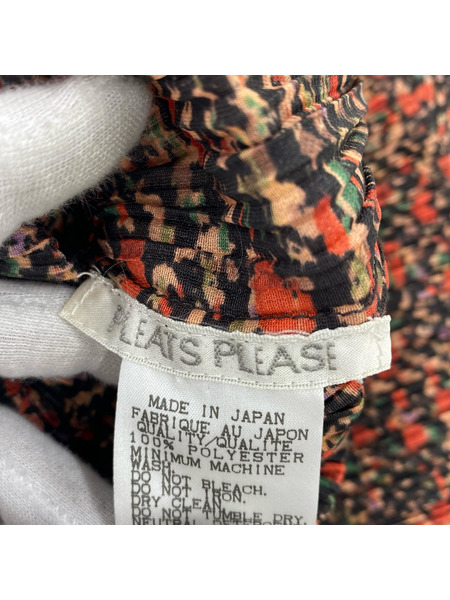 PLEATS PLEASE
MADE IN JAPAN
FABRIQUE AU JAPON
QUALITY/QUALITE
100% POLYESTER
MINIMUM MACHINE
WASH.
DO NOT BLEACH.
DO NOT IRON.
DRY CLEAN.
DO NOT TUMBLE DRY.
NEUTRAL